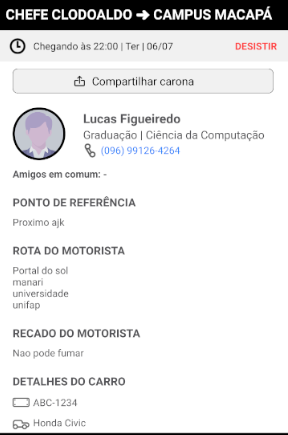 CHEFE CLODOALDO ➔ CAMPUS MACAPÁ
Chegando às 22:00 | Ter | 06/07 DESISTIR
Compartilhar carona
Lucas Figueiredo
Graduação | Ciência da Computação
(096) 99126-4264
Amigos em comum: -
PONTO DE REFERÊNCIA
Proximo ajk
ROTA DO MOTORISTA
Portal do sol
manari
universidade
unifap
RECADO DO MOTORISTA
Nao pode fumar
DETALHES DO CARRO
ABC-1234
Honda Civic